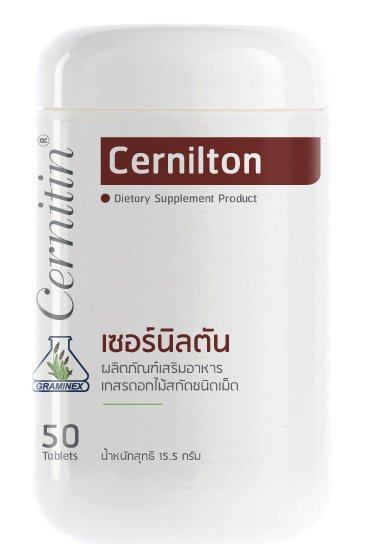 Cernitin®
Cernilton
Dietary Supplement Product
เซอร์นิลตัน
ผลิตภัณฑ์เสริมอาหาร
เกสรดอกไม้สกัดชนิดเม็ด
GRAMINEX
50
Tablets
น้ำหนักสุทธิ 15.5 กรัม